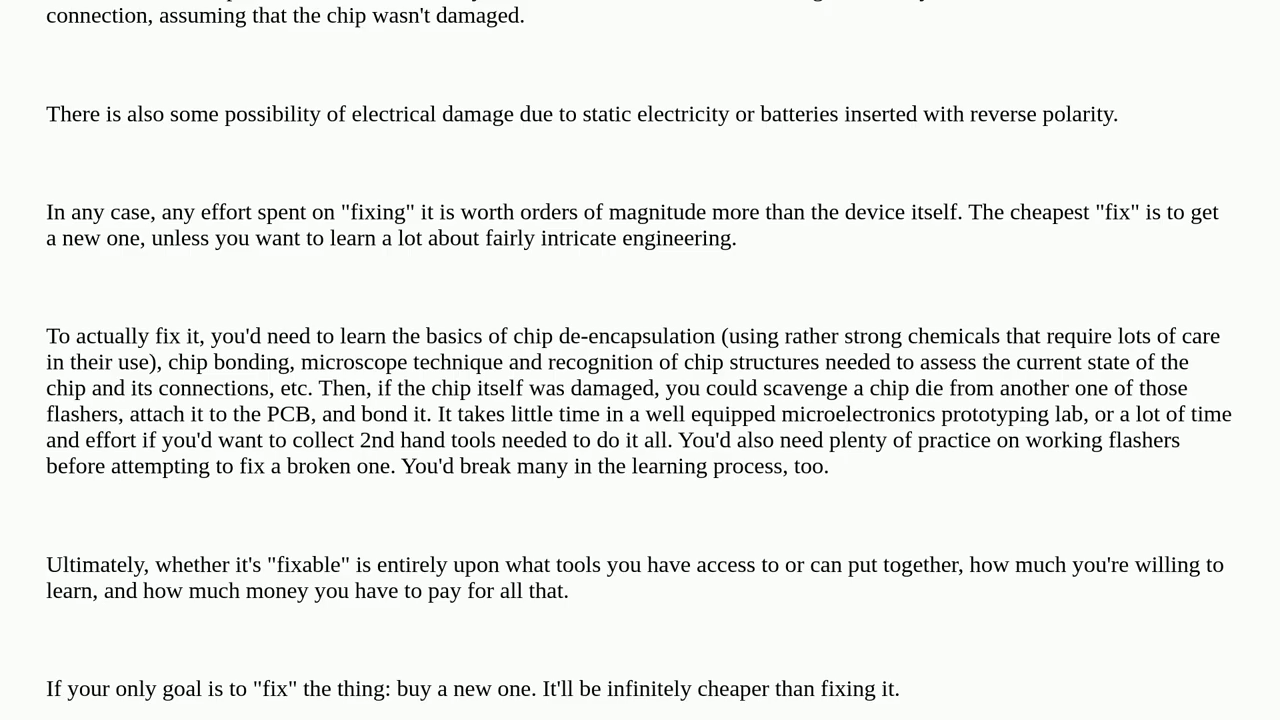 connection, assuming that the chip wasn't damaged.
There is also some possibility of electrical damage due to static electricity or batteries inserted with reverse polarity.
In any case, any effort spent on "fixing" it is worth orders of magnitude more than the device itself. The cheapest "fix" is to get
a new one, unless you want to learn a lot about fairly intricate engineering.
To actually fix it, you'd need to learn the basics of chip de-encapsulation (using rather strong chemicals that require lots of care
in their use), chip bonding, microscope technique and recognition of chip structures needed to assess the current state of the
chip and its connections, etc. Then, if the chip itself was damaged, you could scavenge a chip die from another one of those
flashers, attach it to the PCB, and bond it. It takes little time in a well equipped microelectronics prototyping lab, or a lot of time
and effort if you'd want to collect 2nd hand tools needed to do it all. You'd also need plenty of practice on working flashers
before attempting to fix a broken one. You'd break many in the learning process, too.
Ultimately, whether it's "fixable" is entirely upon what tools you have access to or can put together, how much you're willing to
learn, and how much money you have to pay for all that.
If your only goal is to "fix" the thing: buy a new one. It'll be infinitely cheaper than fixing it.